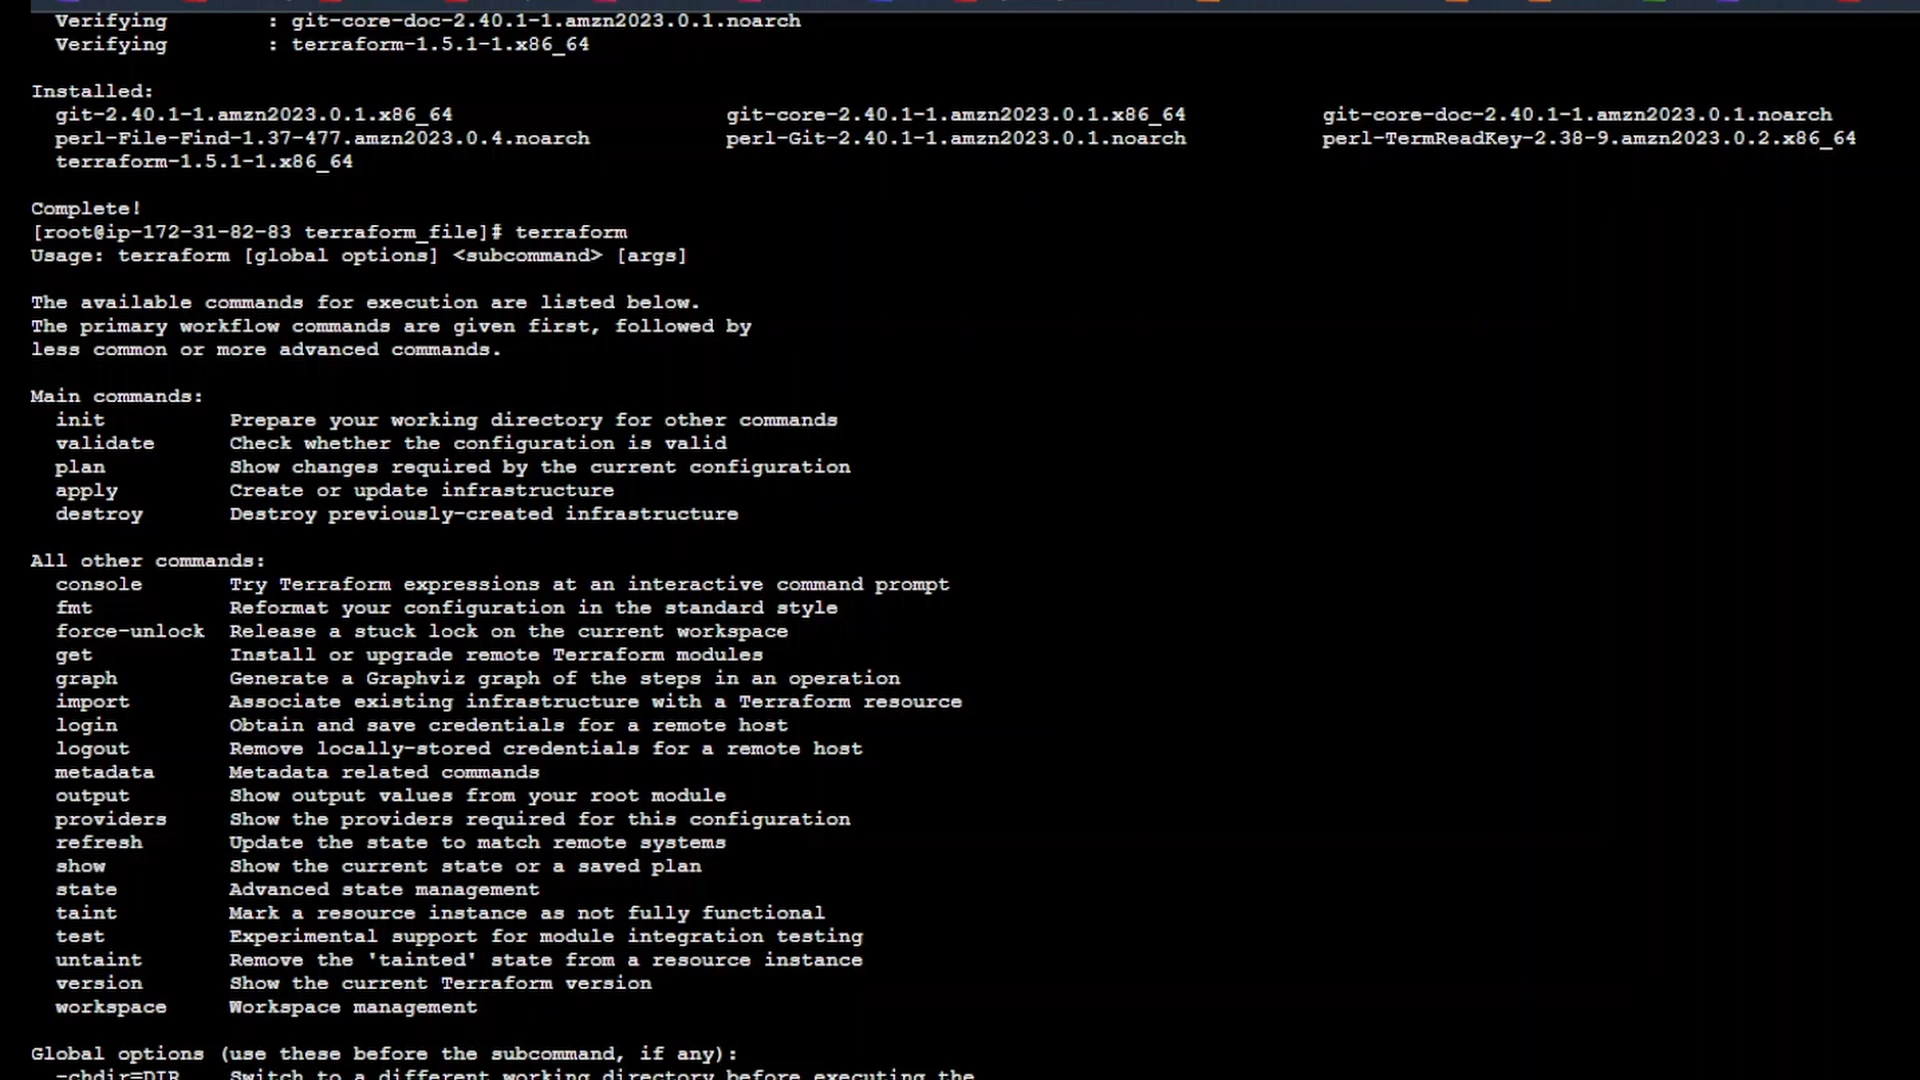 Verifying : git-core-doc-2.40.1-1.amzn2023.0.1.noarch
Verifying : terraform-1.5.1-1.x86_64
Installed:
git-2.40.1-1.amzn2023.0.1.x86_64 git-core-2.40.1-1.amzn2023.0.1.x86_64 git-core-doc-2.40.1-1.amzn2023.0.1.noarch
perl-File-Find-1.37-477.amzn2023.0.4.noarch perl-Git-2.40.1-1.amzn2023.0.1.noarch perl-TermReadKey-2.38-9.amzn2023.0.2.x86_64
terraform-1.5.1-1.x86_64
Complete!
[root@ip-172-31-82-83 terraform_file]# terraform
Usage: terraform [global options] <subcommand> [args]
The available commands for execution are listed below.
The primary workflow commands are given first, followed by
less common or more advanced commands.
Main commands:
init Prepare your working directory for other commands
validate Check whether the configuration is valid
plan Show changes required by the current configuration
apply Create or update infrastructure
destroy Destroy previously-created infrastructure
All other commands:
console Try Terraform expressions at an interactive command prompt
fmt Reformat your configuration in the standard style
force-unlock Release a stuck lock on the current workspace
get Install or upgrade remote Terraform modules
graph Generate a Graphviz graph of the steps in an operation
import Associate existing infrastructure with a Terraform resource
login Obtain and save credentials for a remote host
logout Remove locally-stored credentials for a remote host
metadata Metadata related commands
output Show output values from your root module
providers Show the providers required for this configuration
refresh Update the state to match remote systems
show Show the current state or a saved plan
state Advanced state management
taint Mark a resource instance as not fully functional
test Experimental support for module integration testing
untaint Remove the 'tainted' state from a resource instance
version Show the current Terraform version
workspace Workspace management
Global options (use these before the subcommand, if any):
-chdir=DIR Switch to a different working directory before executing the